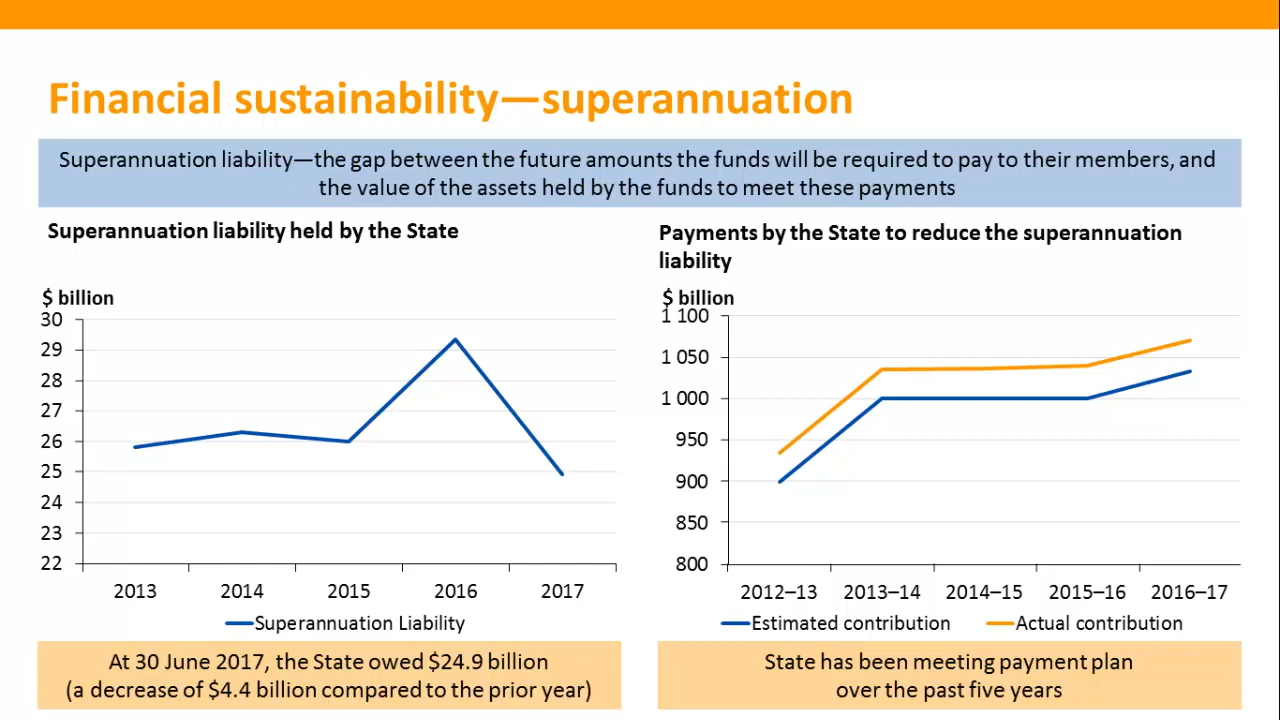 Financial sustainability—superannuation
Superannuation liability—the gap between the future amounts the funds will be required to pay to their members, and
the value of the assets held by the funds to meet these payments
Superannuation liability held by the State
$ billion
30
29
28
27
26
25
24
23
22
2013 2014 2015 2016 2017
Superannuation Liability
At 30 June 2017, the State owed $24.9 billion
(a decrease of $4.4 billion compared to the prior year)
Payments by the State to reduce the superannuation
liability
$ billion
1 100
1 050
1 000
950
900
850
800
2012–13 2013–14 2014–15 2015–16 2016–17
Estimated contribution Actual contribution
State has been meeting payment plan
over the past five years